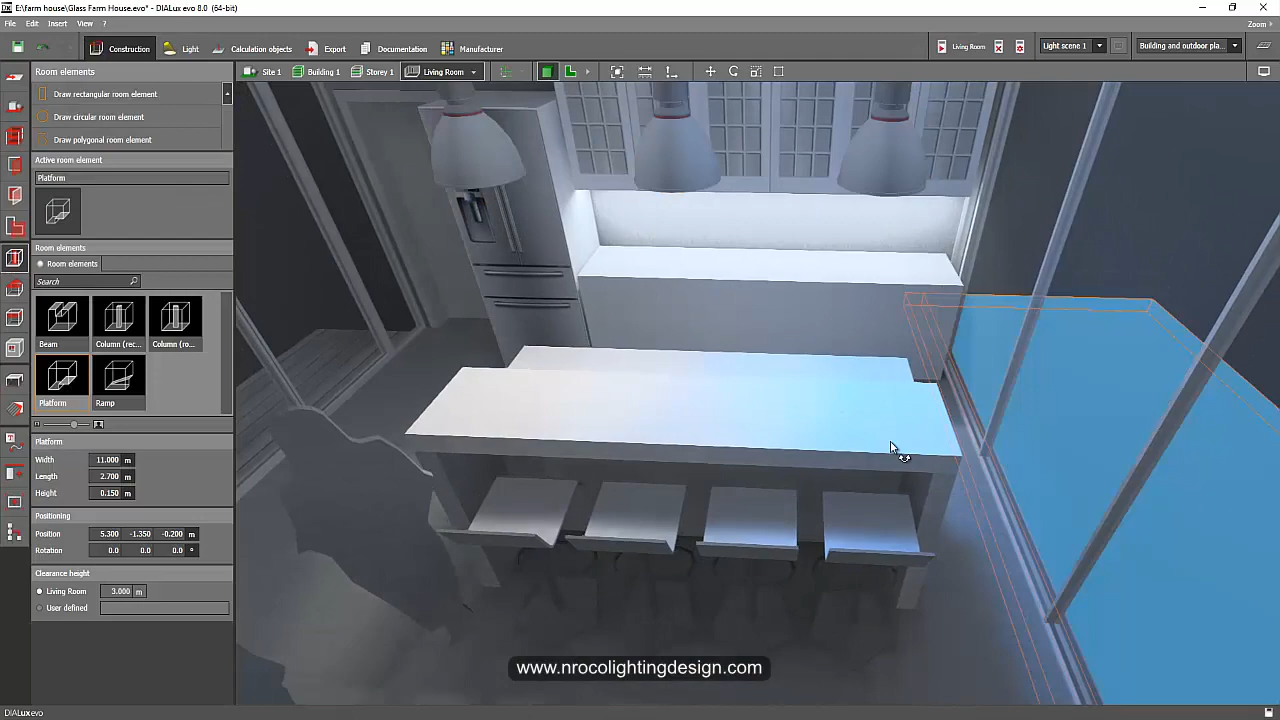 E:\farm house\Glass Farm House.evo* - DIALux evo 8.0 (64-bit)
File Edit Insert View ?
Zoom
Construction Light Calculation objects Export Documentation Manufacturer Living Room Light scene 1 Building and outdoor pla...
Site 1 Building 1 Storey 1 Living Room
Room elements
Draw rectangular room element
Draw circular room element
Draw polygonal room element
Active room element
Platform
Room elements
Room elements
Search
Beam Column (rec... Column (ro...
Platform Ramp
Platform
Width 11.000 m
Length 2.700 m
Height 0.150 m
Positioning
Position 5.300 -1.350 -0.200 m
Rotation 0.0 0.0 0.0 °
Clearance height
Living Room 3.000 m
User defined
www.nrocolightingdesign.com
DIALux evo